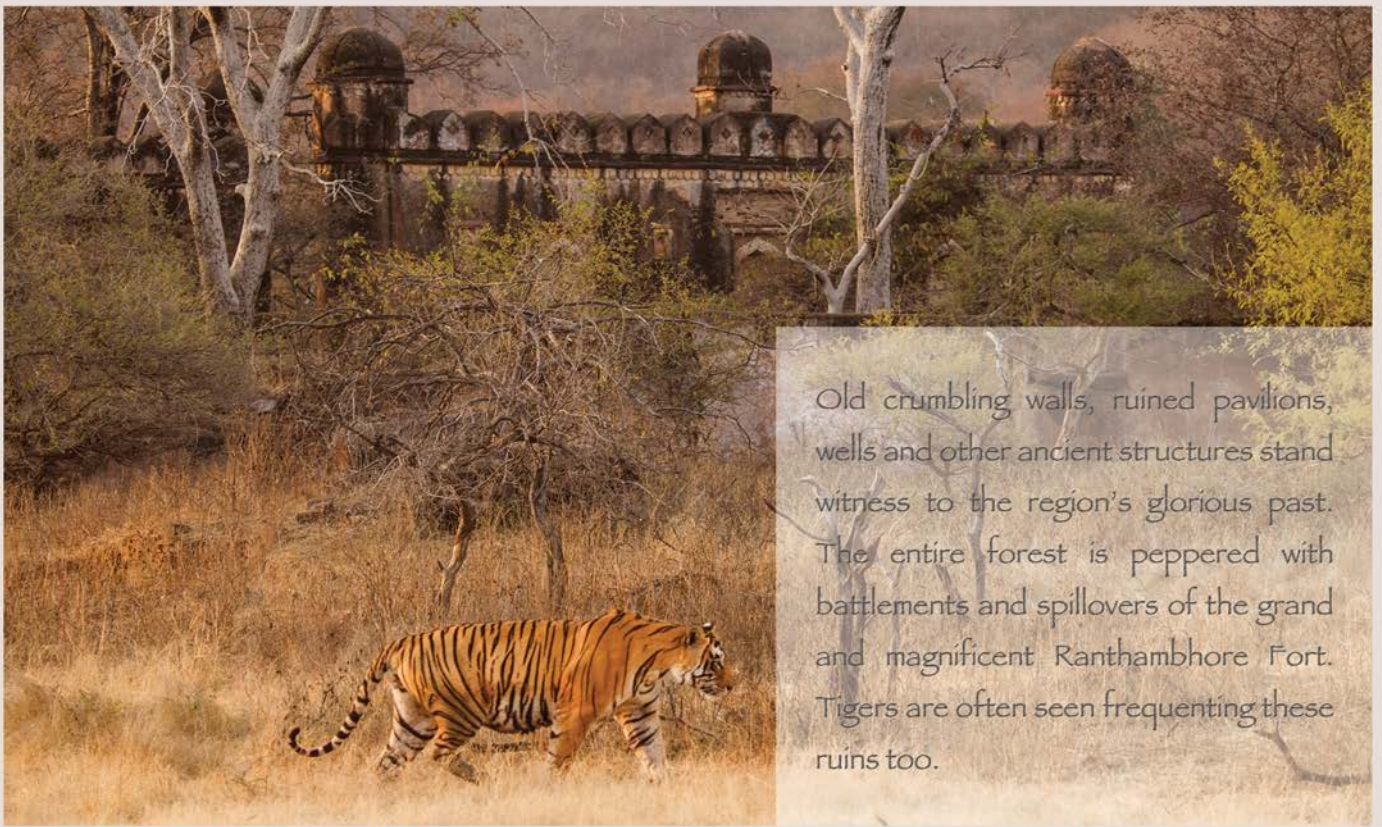 Old crumbling walls, ruined pavilions,
wells and other ancient structures stand
witness to the region's glorious past.
The entire forest is peppered with
battlements and spillovers of the grand
and magnificent Ranthambhore Fort.
Tigers are often seen frequenting these
ruins too.